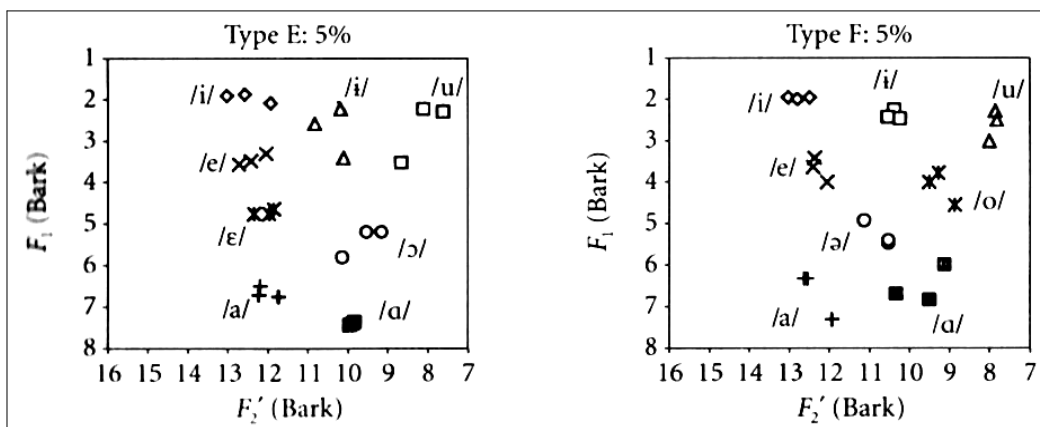 Type E: 5%
1
2
3
4
5
6
7
8
F₁ (Bark)
/i/
/ɨ/
/u/
/e/
/ɛ/
/ɔ/
/a/
/ɑ/
16 15 14 13 12 11 10 9 8 7
F₂′ (Bark)
Type F: 5%
1
2
3
4
5
6
7
8
F₁ (Bark)
/i/
/ɨ/
/u/
/e/
/o/
/ə/
/a/
/ɑ/
16 15 14 13 12 11 10 9 8 7
F₂′ (Bark)